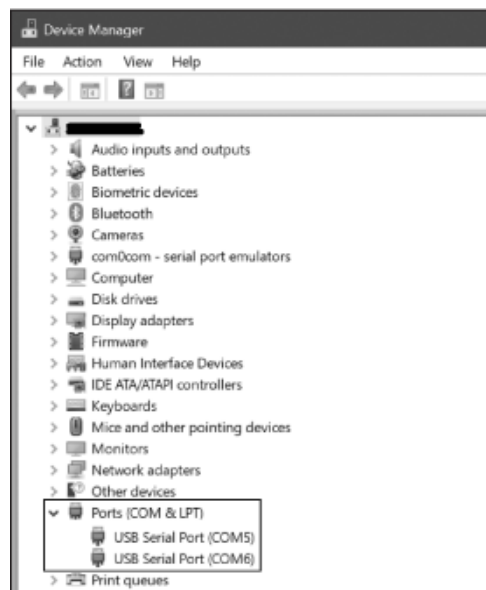 Device Manager
File Action View Help
Audio inputs and outputs
Batteries
Biometric devices
Bluetooth
Cameras
com0com - serial port emulators
Computer
Disk drives
Display adapters
Firmware
Human Interface Devices
IDE ATA/ATAPI controllers
Keyboards
Mice and other pointing devices
Monitors
Network adapters
Other devices
Ports (COM & LPT)
USB Serial Port (COM5)
USB Serial Port (COM6)
Print queues